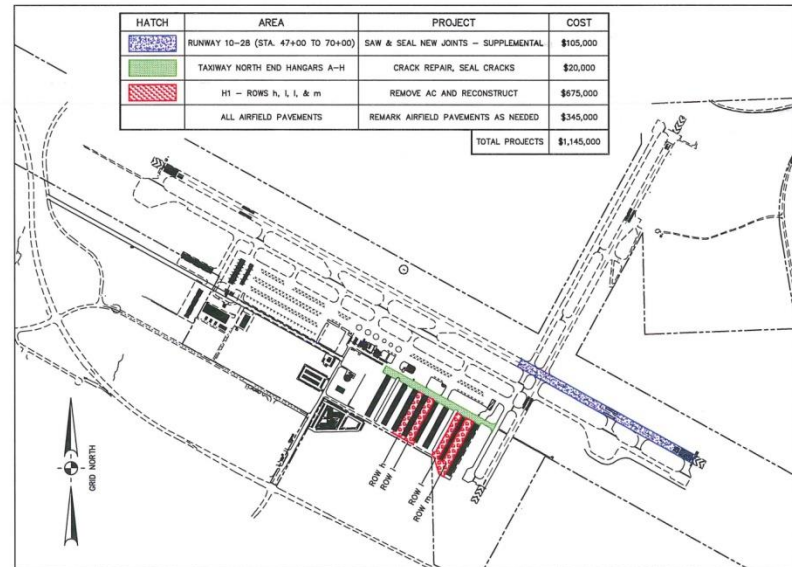 HATCH AREA PROJECT COST
RUNWAY 10-28 (STA. 47+00 TO 70+00) SAW & SEAL NEW JOINTS - SUPPLEMENTAL $105,000
TAXIWAY NORTH END HANGARS A-H CRACK REPAIR, SEAL CRACKS $20,000
H1 - ROWS h, l, l, & m REMOVE AC AND RECONSTRUCT $675,000
ALL AIRFIELD PAVEMENTS REMARK AIRFIELD PAVEMENTS AS NEEDED $345,000
TOTAL PROJECTS $1,145,000
GRID NORTH
ROW h
ROW l
ROW l
ROW m